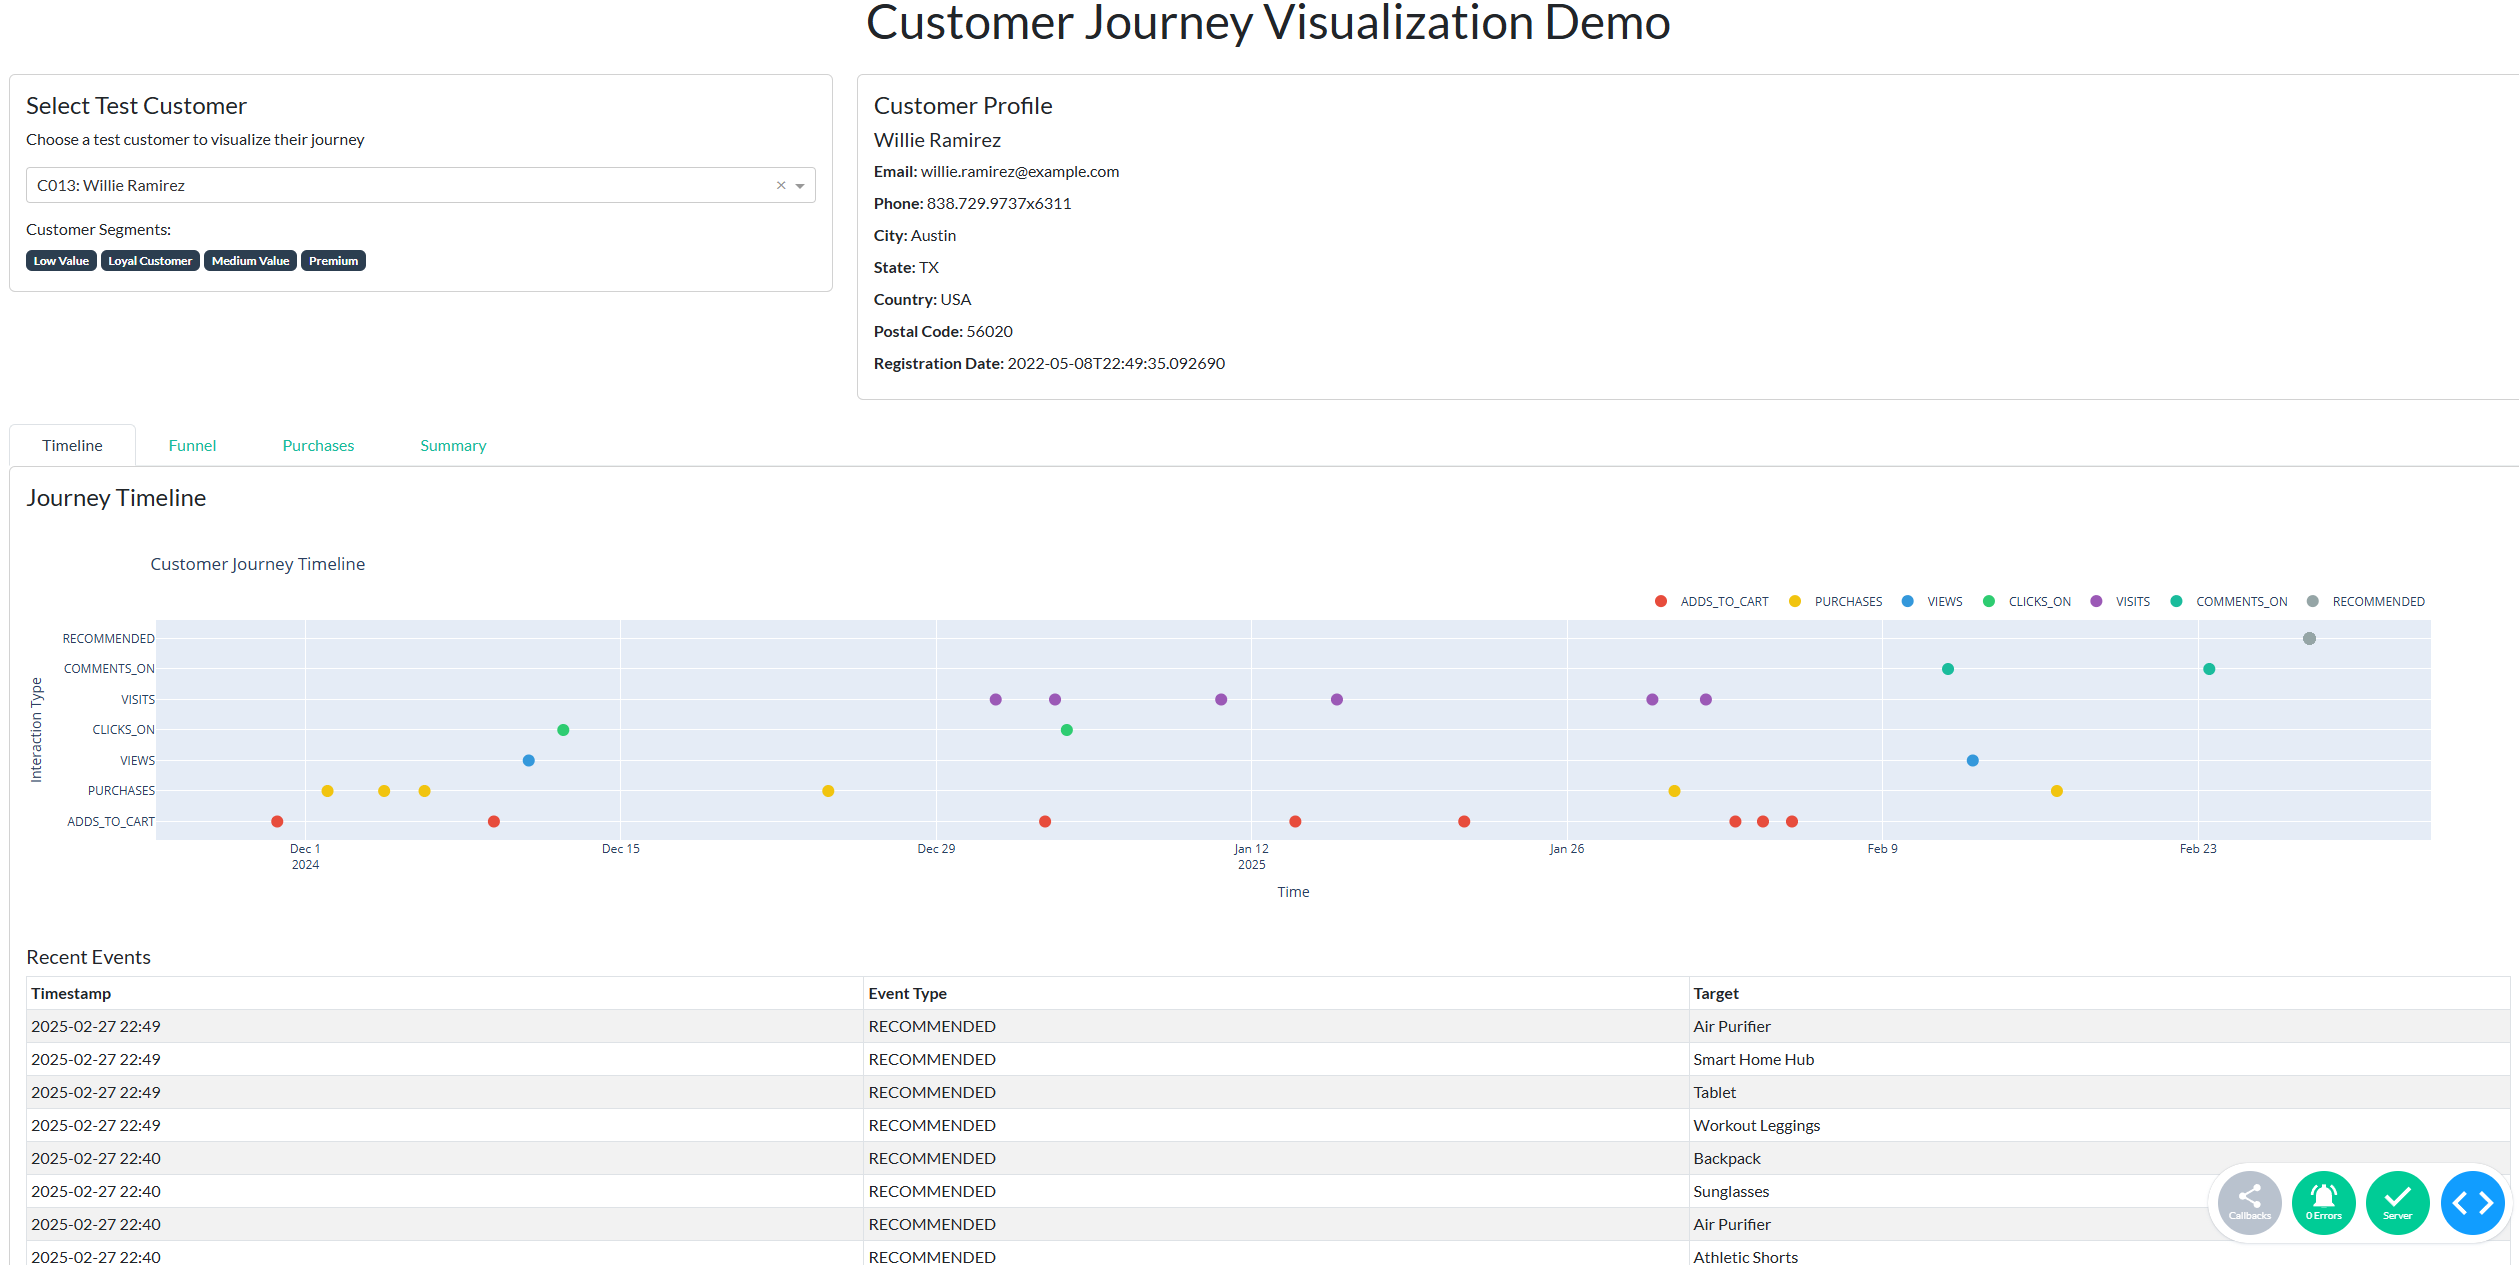 Customer Journey Visualization Demo
Select Test Customer
Choose a test customer to visualize their journey
C013: Willie Ramirez
×
Customer Segments:
Low Value Loyal Customer Medium Value Premium
Customer Profile
Willie Ramirez
Email: willie.ramirez@example.com
Phone: 838.729.9737x6311
City: Austin
State: TX
Country: USA
Postal Code: 56020
Registration Date: 2022-05-08T22:49:35.092690
Timeline Funnel Purchases Summary
Journey Timeline
Customer Journey Timeline
ADDS_TO_CART PURCHASES VIEWS CLICKS_ON VISITS COMMENTS_ON RECOMMENDED
Interaction Type
RECOMMENDED
COMMENTS_ON
VISITS
CLICKS_ON
VIEWS
PURCHASES
ADDS_TO_CART
Dec 1 Dec 15 Dec 29 Jan 12 Jan 26 Feb 9 Feb 23
2024 2025
Time
Recent Events
Timestamp Event Type Target
2025-02-27 22:49 RECOMMENDED Air Purifier
2025-02-27 22:49 RECOMMENDED Smart Home Hub
2025-02-27 22:49 RECOMMENDED Tablet
2025-02-27 22:49 RECOMMENDED Workout Leggings
2025-02-27 22:40 RECOMMENDED Backpack
2025-02-27 22:40 RECOMMENDED Sunglasses
2025-02-27 22:40 RECOMMENDED Air Purifier
2025-02-27 22:40 RECOMMENDED Athletic Shorts
Callbacks 0 Errors Server